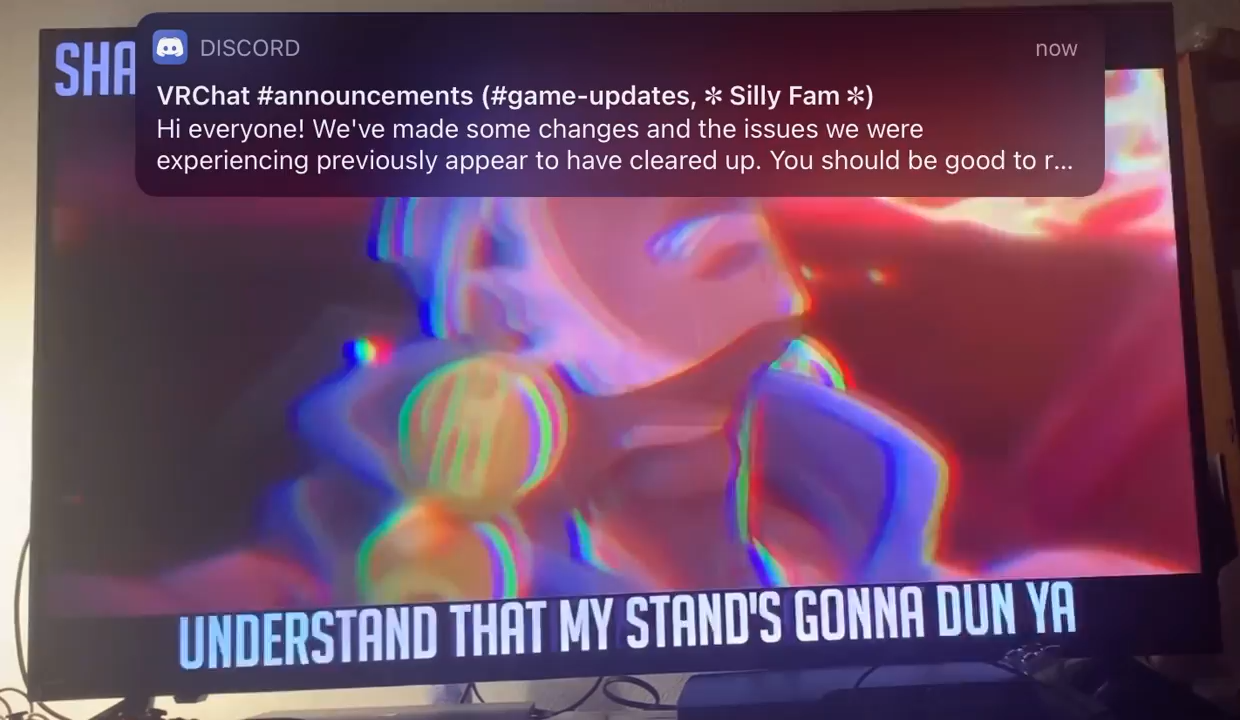 SHA
DISCORD
now
VRChat #announcements (#game-updates, ✻ Silly Fam ✻)
Hi everyone! We've made some changes and the issues we were
experiencing previously appear to have cleared up. You should be good to r...
UNDERSTAND THAT MY STAND'S GONNA DUN YA